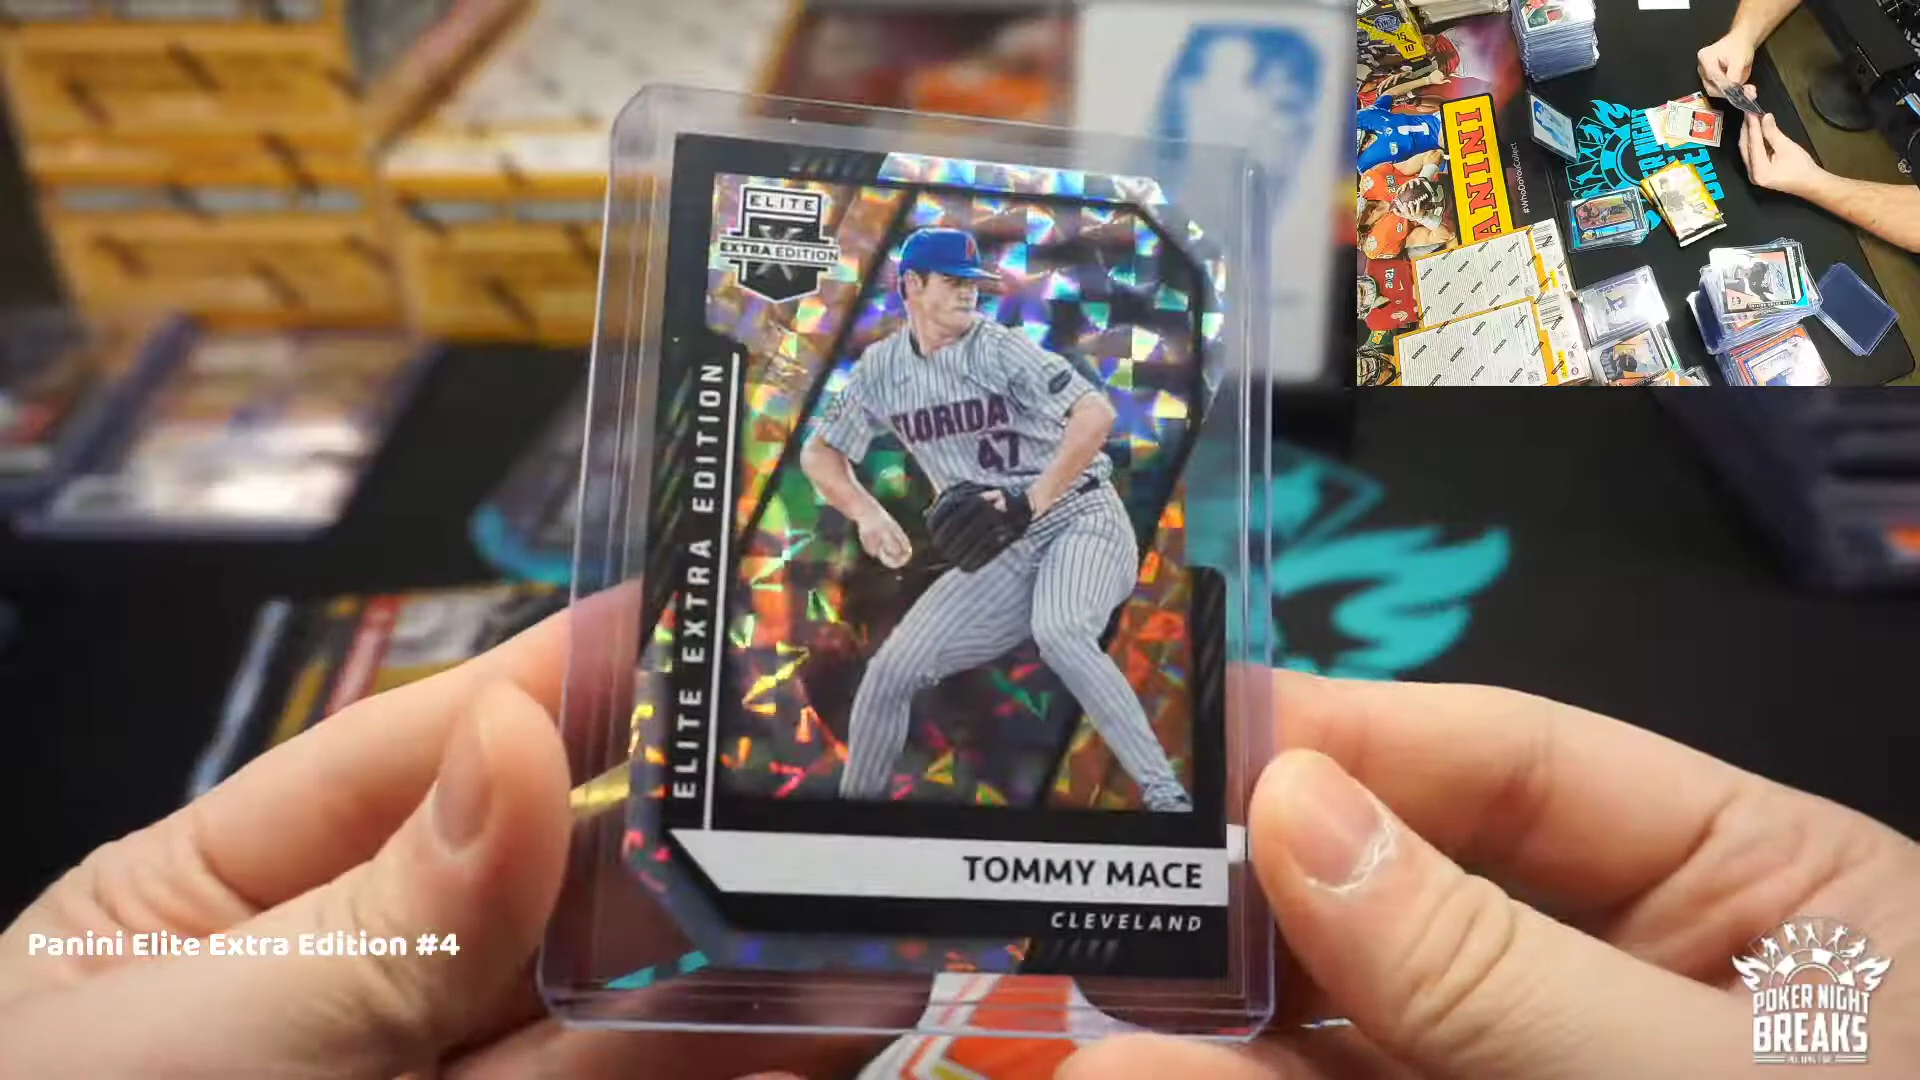 ELITE
EXTRA EDITION
ELITE EXTRA EDITION
FLORIDA
47
TOMMY MACE
CLEVELAND
Panini Elite Extra Edition #4
PANINI
#WhoDoYouCollect
POKER NIGHT
BREAKS